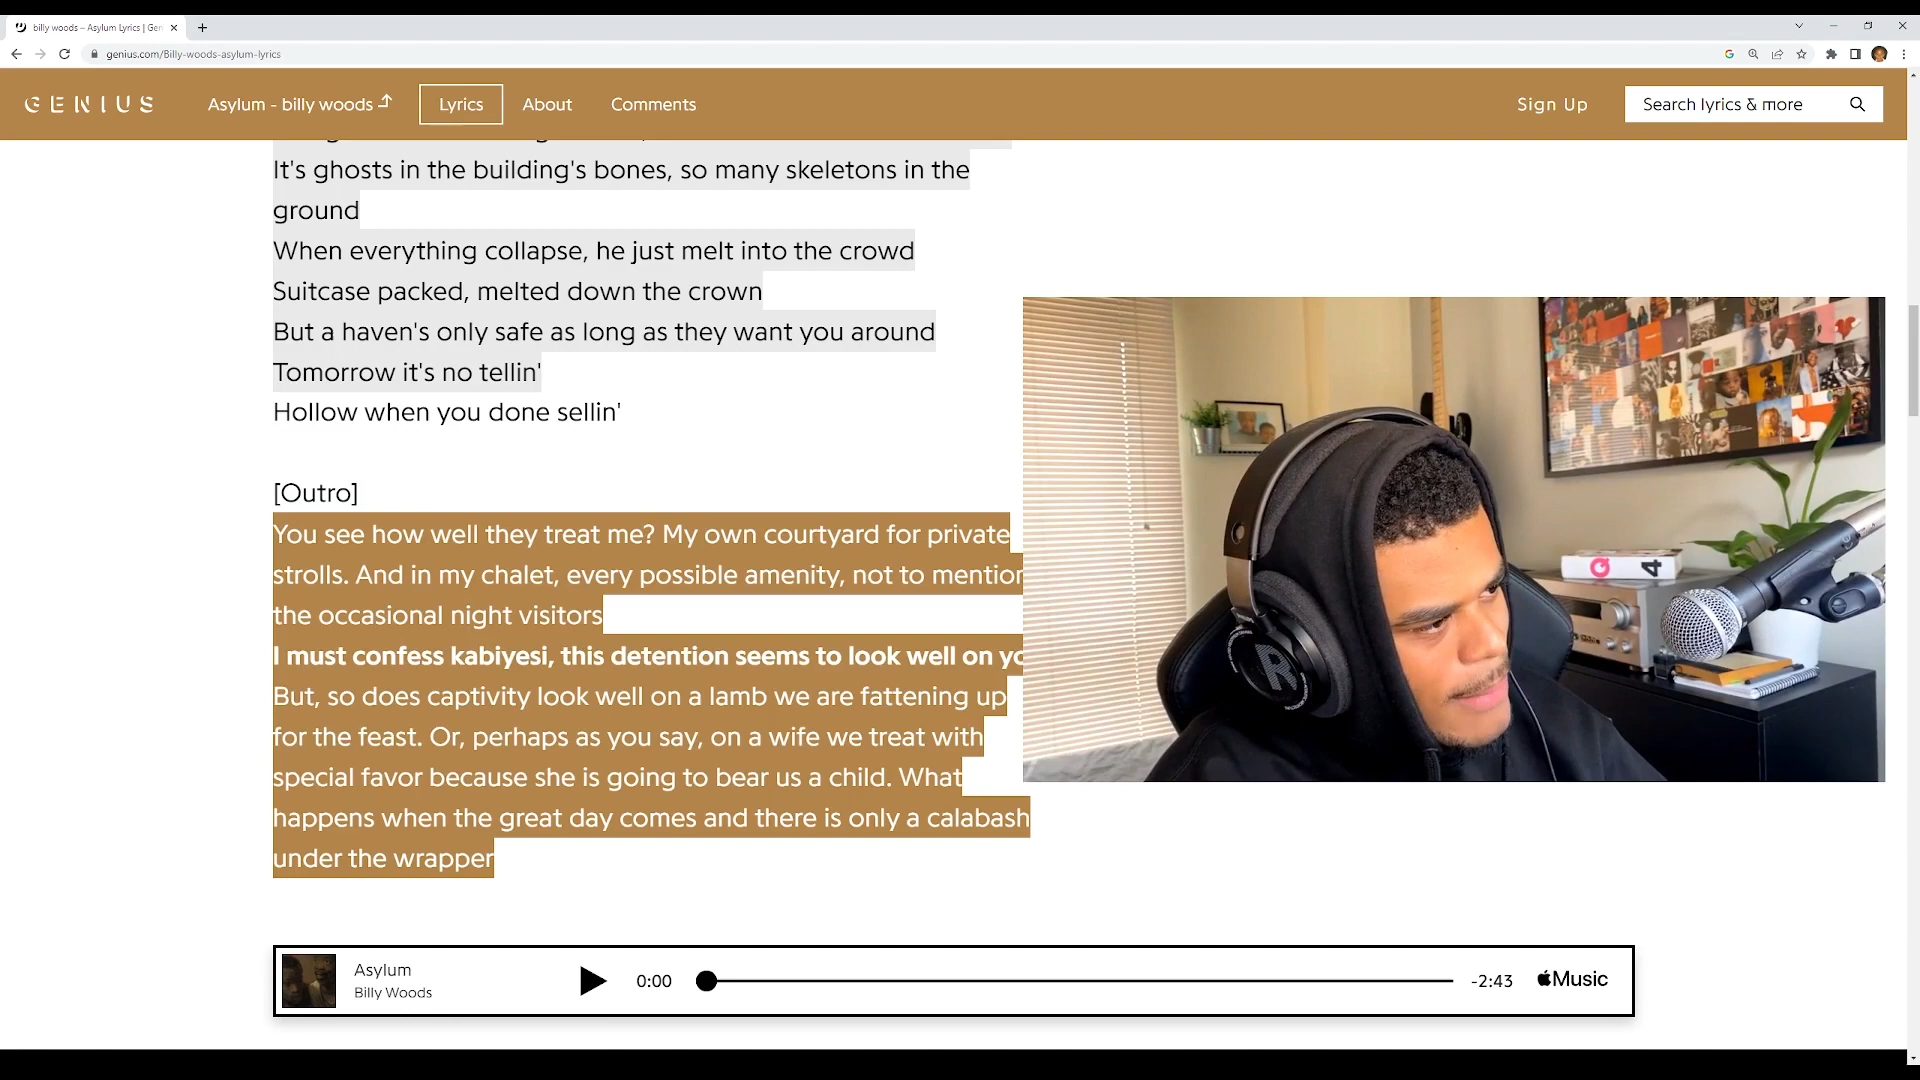 billy woods – Asylum Lyrics | Gen
genius.com/Billy-woods-asylum-lyrics
GENIUS
Asylum - billy woods
Lyrics
About
Comments
Sign Up
Search lyrics & more
It's ghosts in the building's bones, so many skeletons in the
ground
When everything collapse, he just melt into the crowd
Suitcase packed, melted down the crown
But a haven's only safe as long as they want you around
Tomorrow it's no tellin'
Hollow when you done sellin'
[Outro]
You see how well they treat me? My own courtyard for private
strolls. And in my chalet, every possible amenity, not to mention
the occasional night visitors
I must confess kabiyesi, this detention seems to look well on yo
But, so does captivity look well on a lamb we are fattening up
for the feast. Or, perhaps as you say, on a wife we treat with
special favor because she is going to bear us a child. What
happens when the great day comes and there is only a calabash
under the wrapper
Asylum
Billy Woods
0:00
-2:43
Music